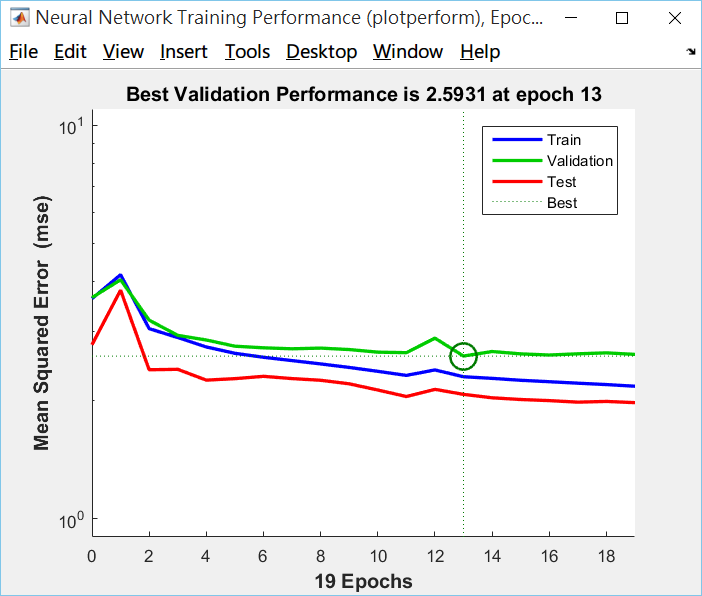 Neural Network Training Performance (plotperform), Epoc...
File Edit View Insert Tools Desktop Window Help
Best Validation Performance is 2.5931 at epoch 13
10^1
10^0
Mean Squared Error (mse)
Train
Validation
Test
Best
0 2 4 6 8 10 12 14 16 18
19 Epochs